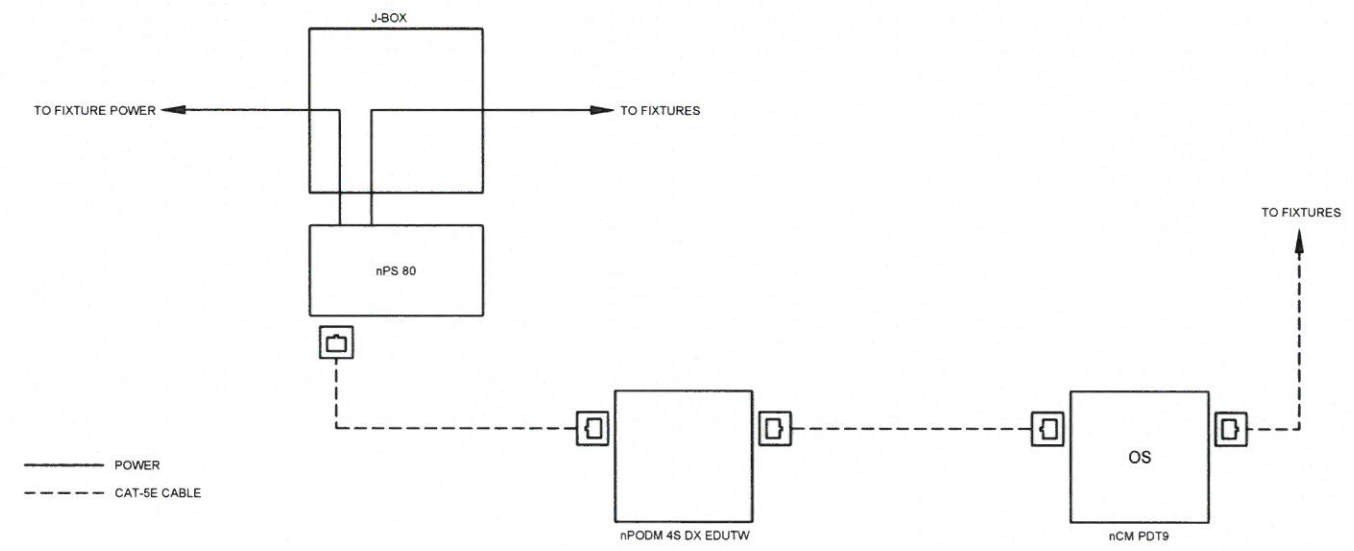 J-BOX
TO FIXTURE POWER
TO FIXTURES
TO FIXTURES
nPS 80
OS
POWER
CAT-5E CABLE
nPODM 4S DX EDUTW
nCM PDT9